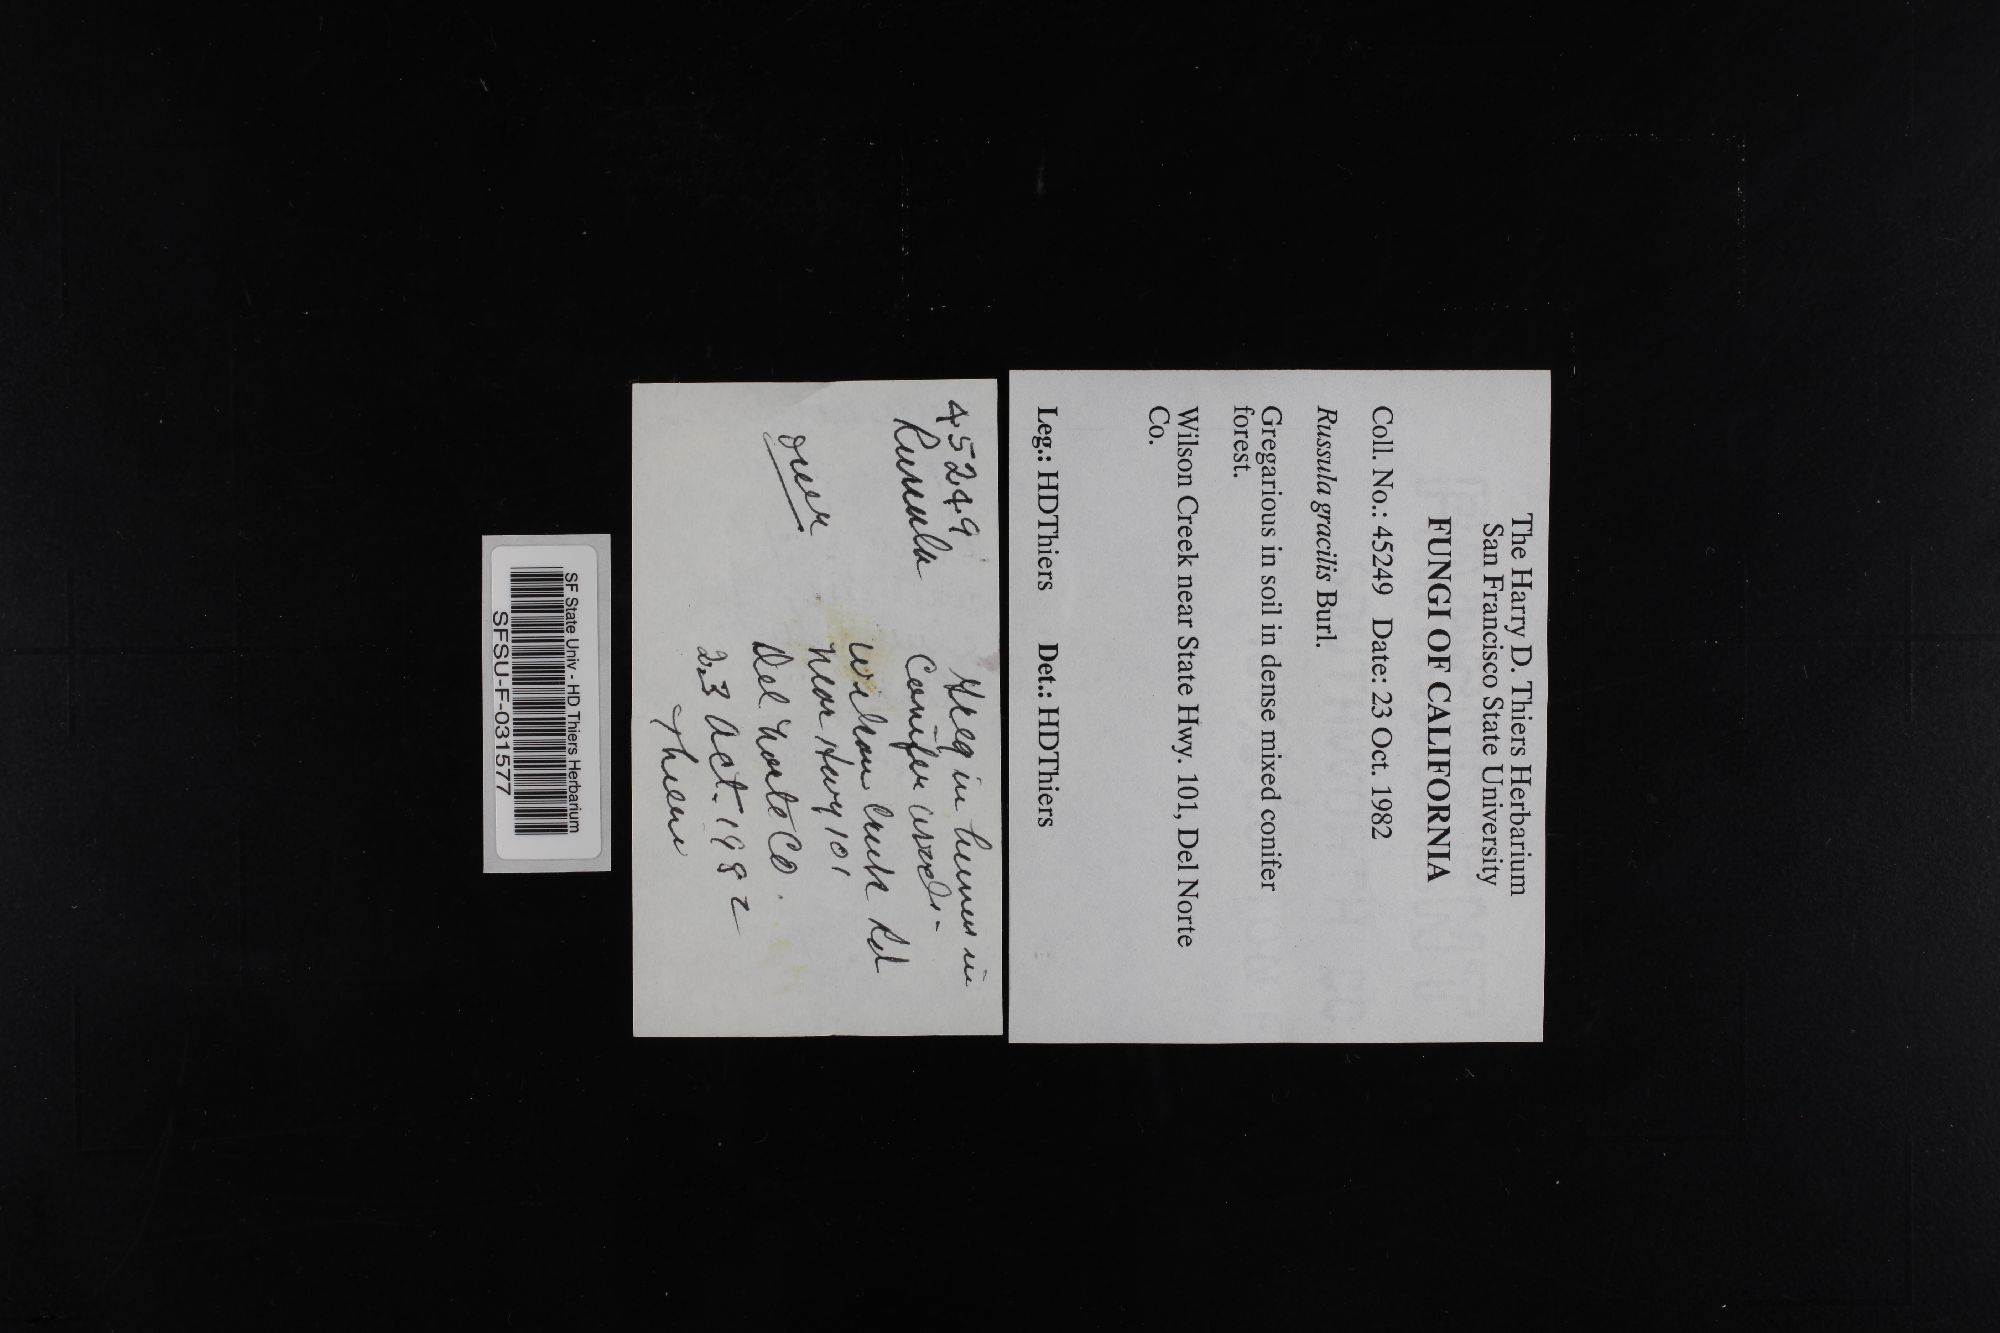 The Harry D. Thiers Herbarium
San Francisco State University
FUNGI OF CALIFORNIA
Coll. No.: 45249 Date: 23 Oct. 1982
Russula gracilis Burl.
Gregarious in soil in dense mixed conifer
forest.
Wilson Creek near State Hwy. 101, Del Norte
Co.
Leg.: HDThiers Det.: HDThiers
45249
Russula
over
Greg in humus in
Conifer woods-
Wilson Creek Rd
near Hwy 101
Del Norte Co.
23 Oct. 1982
Thiers
SF State Univ - HD Thiers Herbarium
SFSU-F-031577